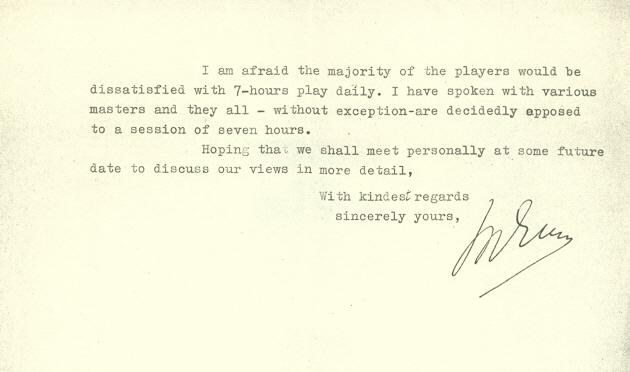 I am afraid the majority of the players would be
dissatisfied with 7-hours play daily. I have spoken with various
masters and they all - without exception-are decidedly opposed
to a session of seven hours.
Hoping that we shall meet personally at some future
date to discuss our views in more detail,
With kindest regards
sincerely yours,